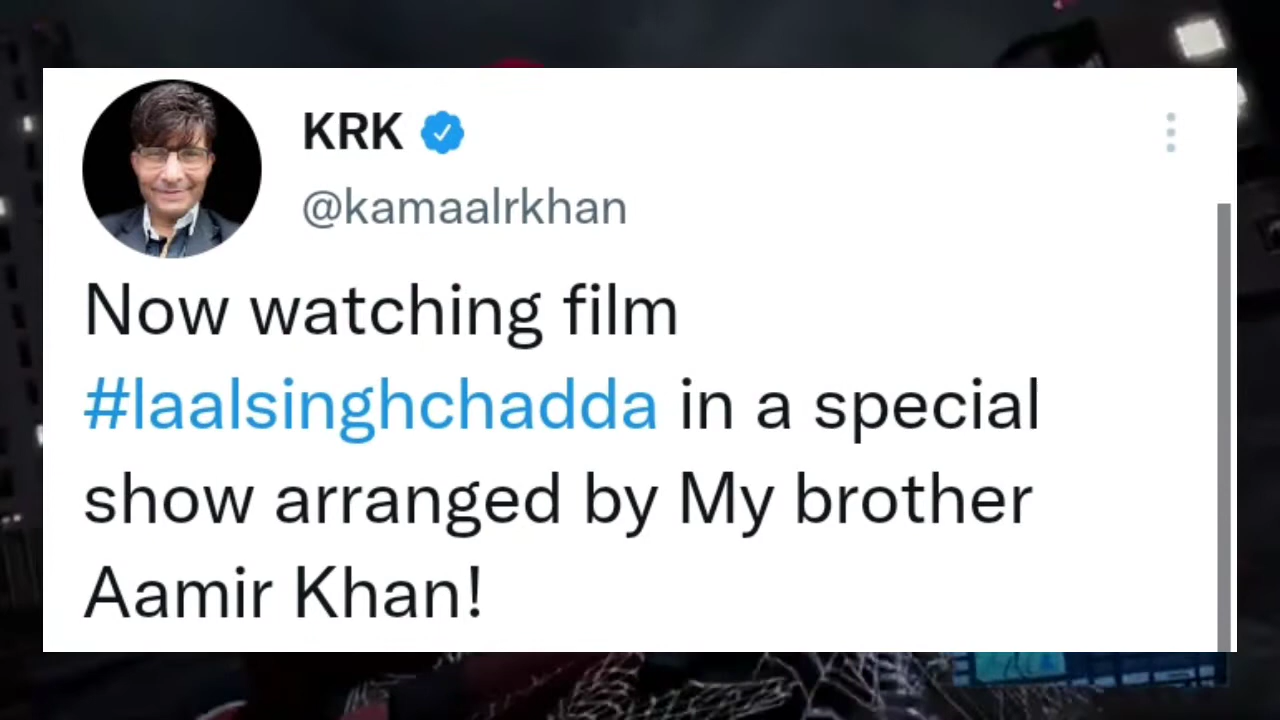 KRK
@kamaalrkhan
Now watching film
#laalsinghchadda in a special
show arranged by My brother
Aamir Khan!